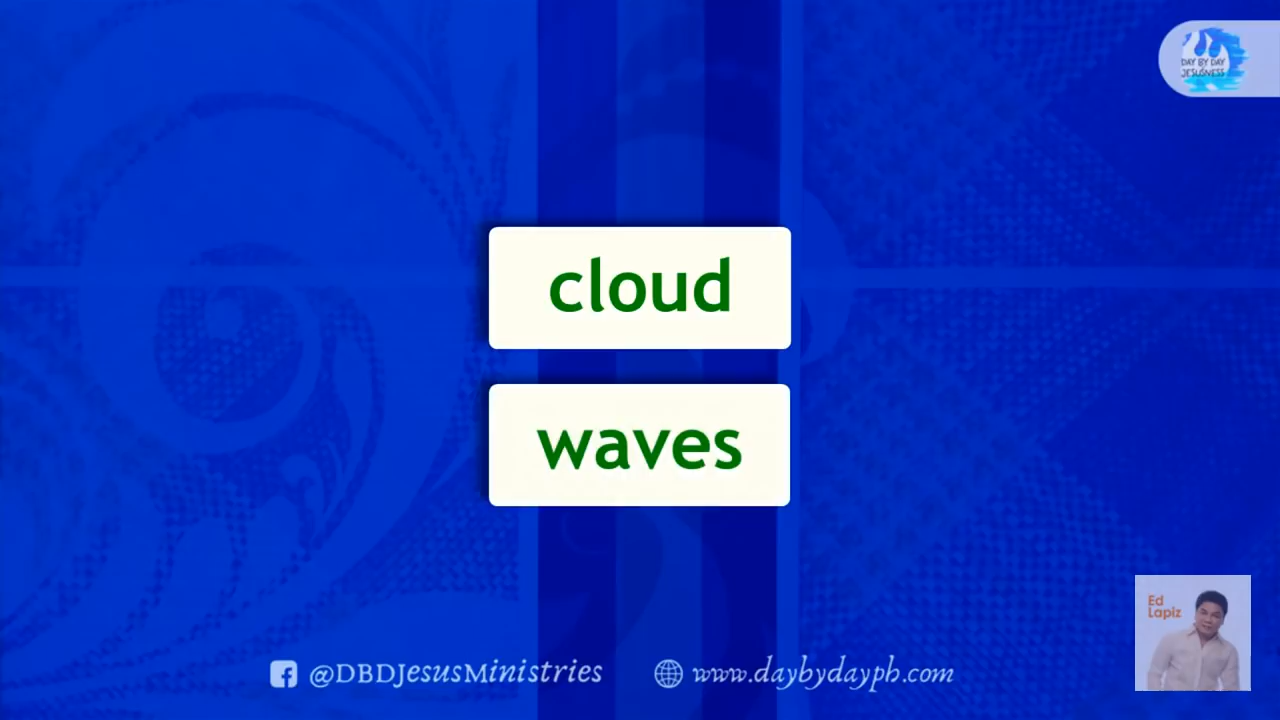 DAY BY DAY
JESUSNESS
cloud
waves
Ed
Lapiz
@DBDJesusMinistries
www.daybydayph.com